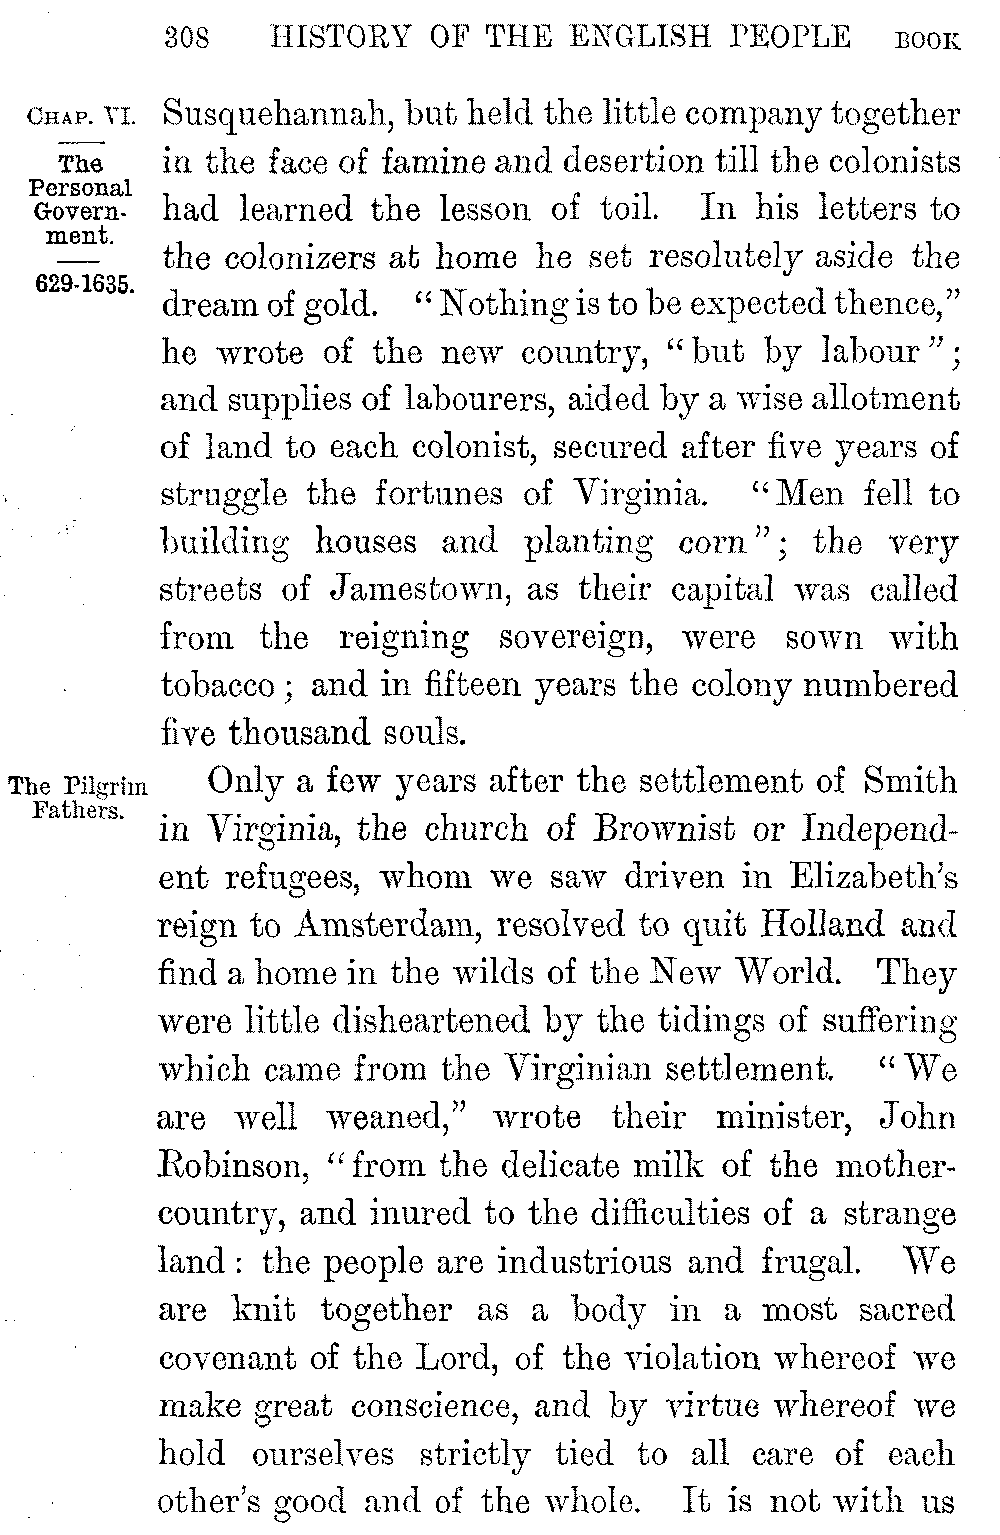 308 HISTORY OF THE ENGLISH PEOPLE BOOK
CHAP. VI.
The
Personal
Govern-
ment.
629-1635.
Susquehannah, but held the little company together
in the face of famine and desertion till the colonists
had learned the lesson of toil. In his letters to
the colonizers at home he set resolutely aside the
dream of gold. “Nothing is to be expected thence,”
he wrote of the new country, “but by labour”;
and supplies of labourers, aided by a wise allotment
of land to each colonist, secured after five years of
struggle the fortunes of Virginia. “Men fell to
building houses and planting corn”; the very
streets of Jamestown, as their capital was called
from the reigning sovereign, were sown with
tobacco; and in fifteen years the colony numbered
five thousand souls.
The Pilgrim
Fathers.
Only a few years after the settlement of Smith
in Virginia, the church of Brownist or Independ-
ent refugees, whom we saw driven in Elizabeth’s
reign to Amsterdam, resolved to quit Holland and
find a home in the wilds of the New World. They
were little disheartened by the tidings of suffering
which came from the Virginian settlement. “We
are well weaned,” wrote their minister, John
Robinson, “from the delicate milk of the mother-
country, and inured to the difficulties of a strange
land: the people are industrious and frugal. We
are knit together as a body in a most sacred
covenant of the Lord, of the violation whereof we
make great conscience, and by virtue whereof we
hold ourselves strictly tied to all care of each
other’s good and of the whole. It is not with us